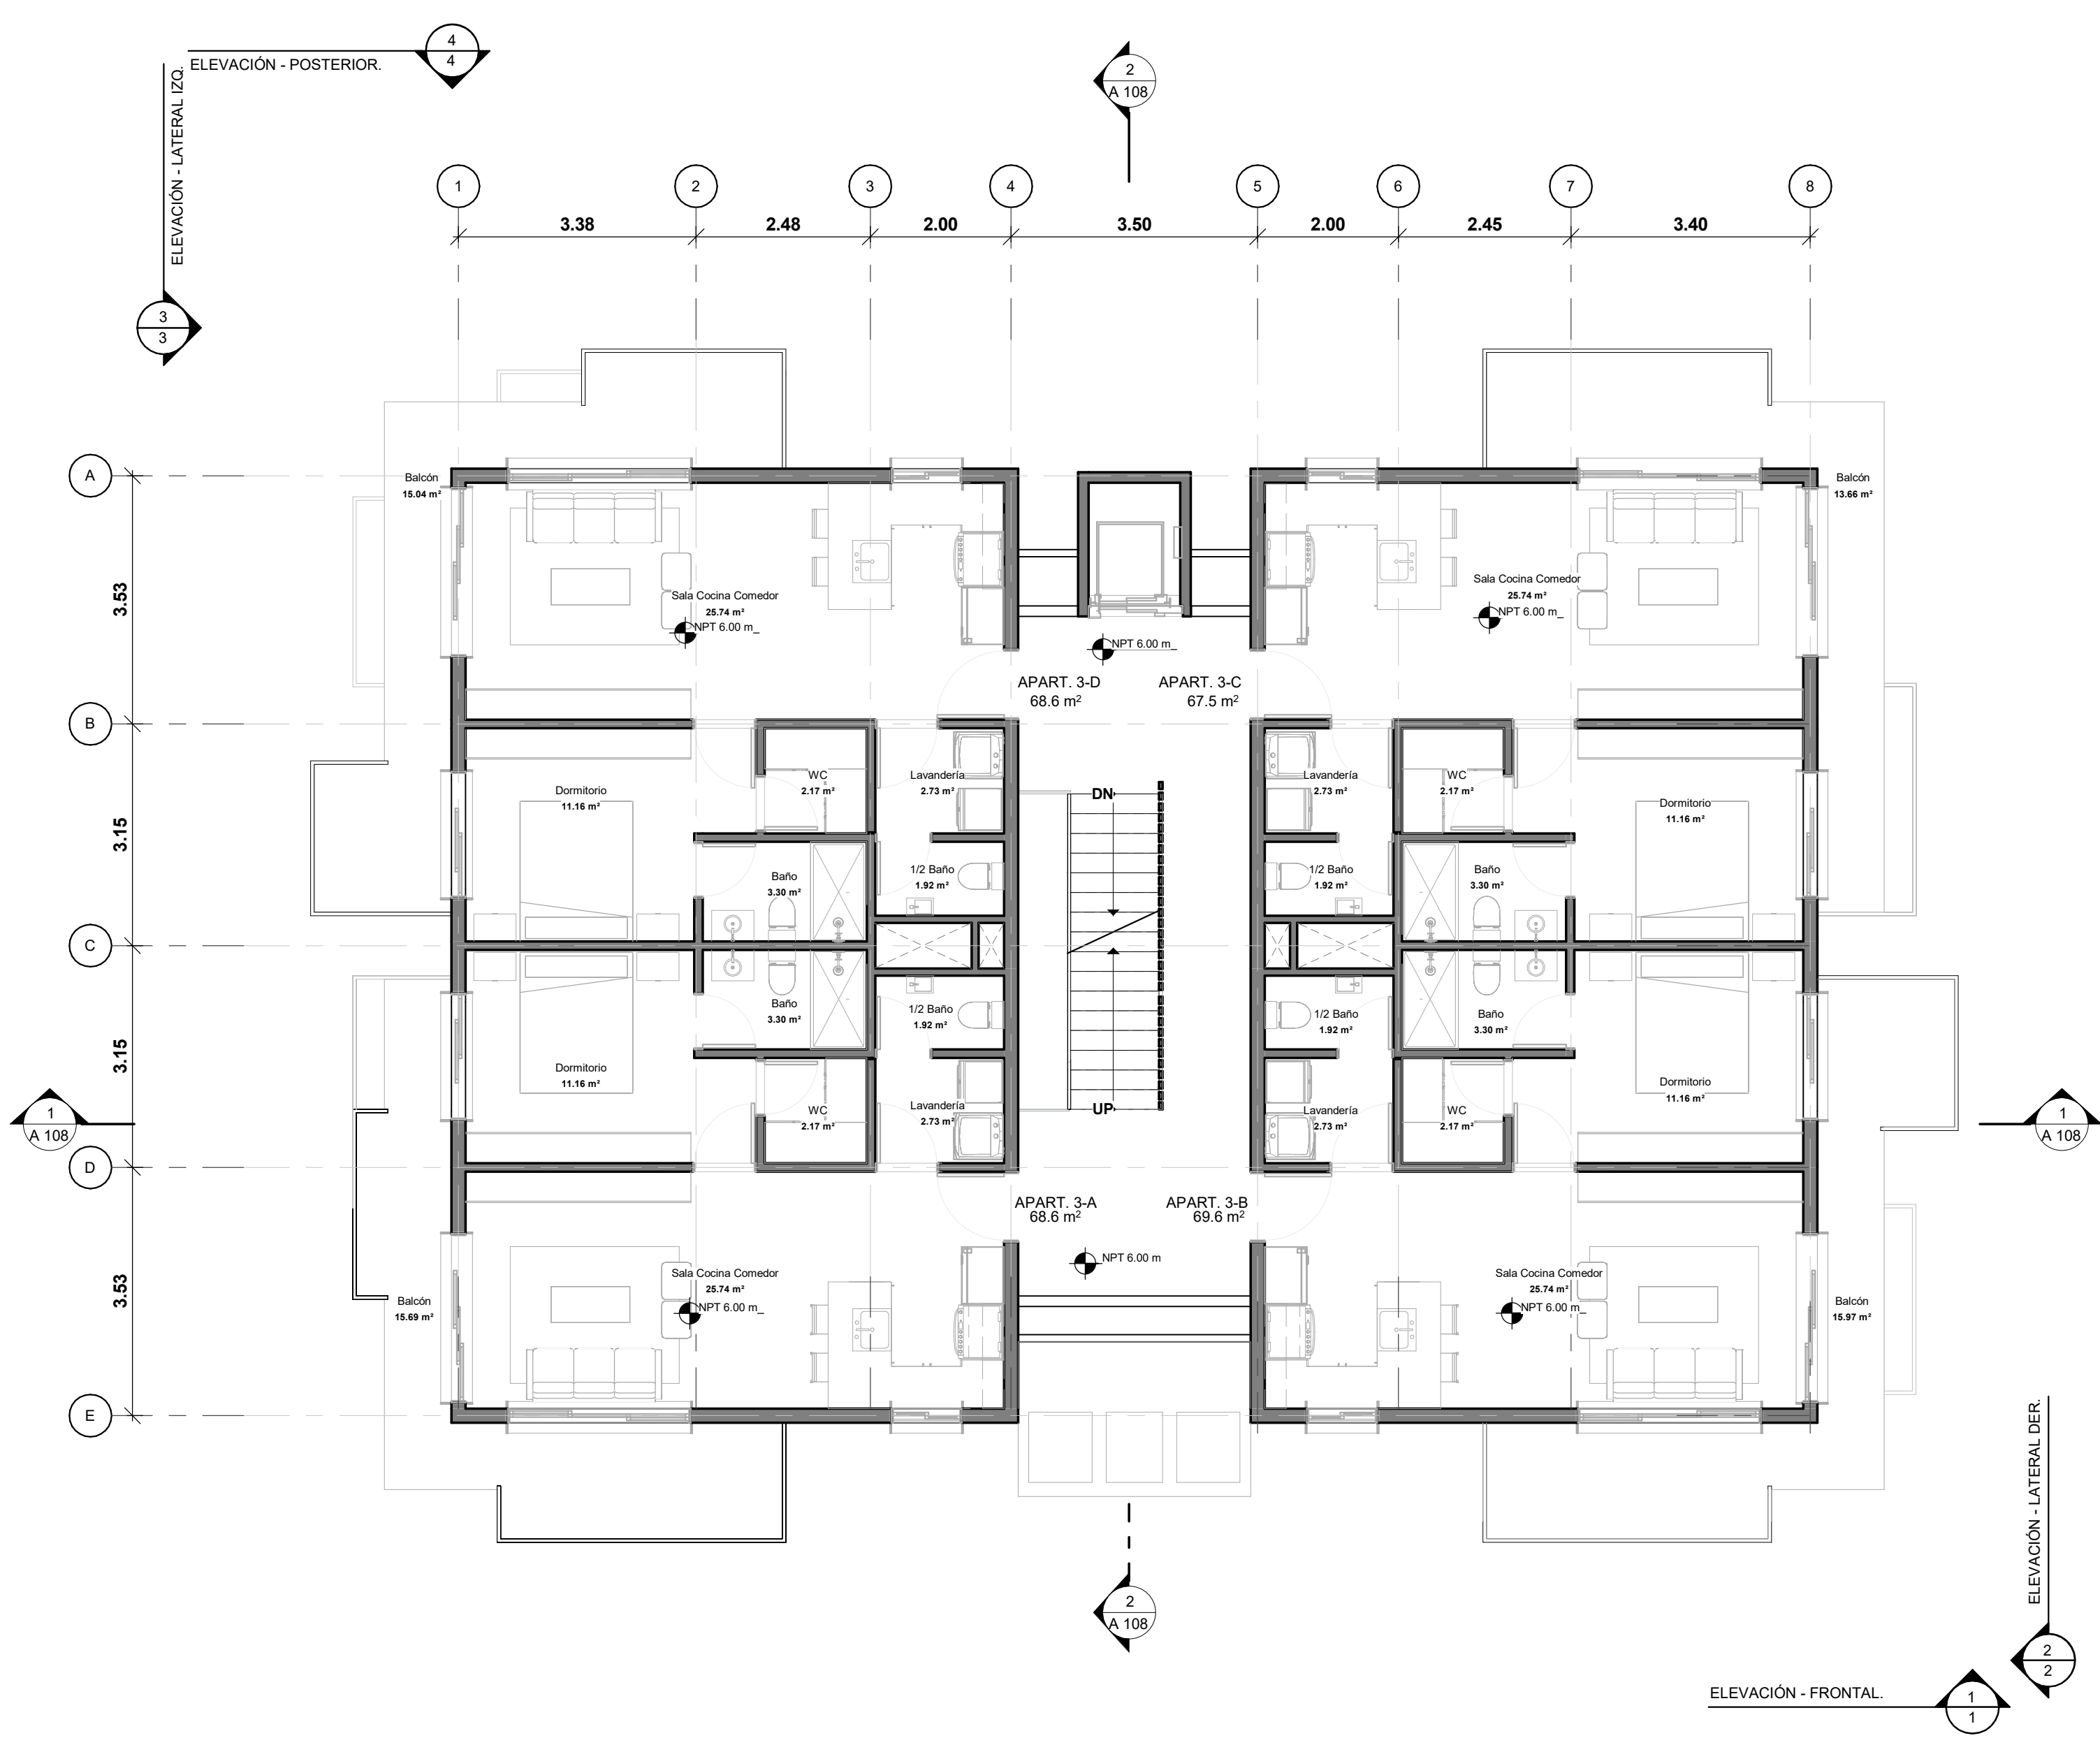 4
4
ELEVACIÓN - POSTERIOR.
ELEVACIÓN - LATERAL IZQ.
3
3
2
A 108
1
2
3
4
5
6
7
8
3.38
2.48
2.00
3.50
2.00
2.45
3.40
A
B
C
D
E
3.53
3.15
3.15
3.53
Balcón
15.04 m²
Balcón
13.66 m²
Sala Cocina Comedor
25.74 m²
NPT 6.00 m
Sala Cocina Comedor
25.74 m²
NPT 6.00 m
NPT 6.00 m
APART. 3-D
68.6 m²
APART. 3-C
67.5 m²
Dormitorio
11.16 m²
WC
2.17 m²
Lavandería
2.73 m²
DN
Lavandería
2.73 m²
WC
2.17 m²
Dormitorio
11.16 m²
Baño
3.30 m²
1/2 Baño
1.92 m²
1/2 Baño
1.92 m²
Baño
3.30 m²
Baño
3.30 m²
1/2 Baño
1.92 m²
1/2 Baño
1.92 m²
Baño
3.30 m²
Dormitorio
11.16 m²
WC
2.17 m²
Lavandería
2.73 m²
UP
Lavandería
2.73 m²
WC
2.17 m²
Dormitorio
11.16 m²
1
A 108
1
A 108
APART. 3-A
68.6 m²
APART. 3-B
69.6 m²
NPT 6.00 m
Sala Cocina Comedor
25.74 m²
NPT 6.00 m
Sala Cocina Comedor
25.74 m²
NPT 6.00 m
Balcón
15.69 m²
Balcón
15.97 m²
2
A 108
ELEVACIÓN - LATERAL DER.
2
2
ELEVACIÓN - FRONTAL.
1
1